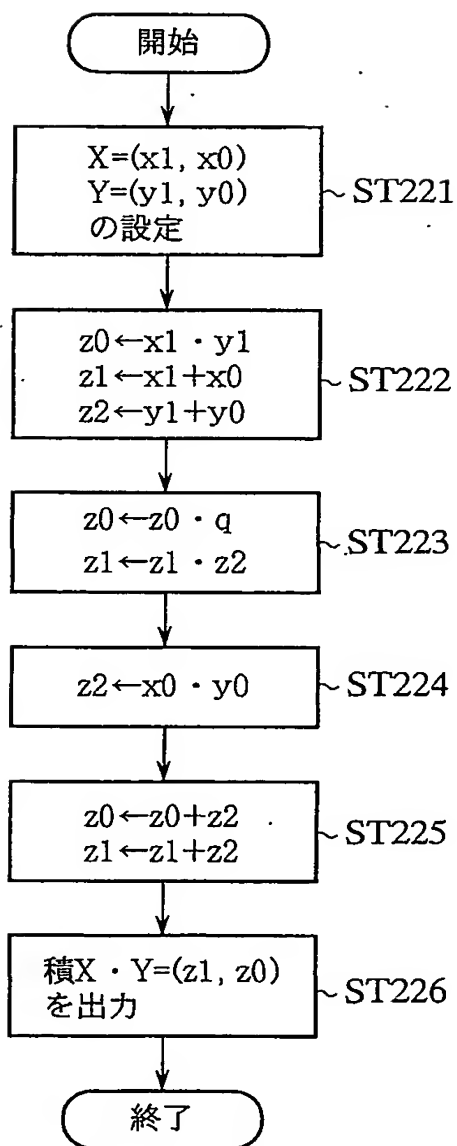 開始
X=(x1, x0)
Y=(y1, y0)
の設定
ST221
z0←x1・y1
z1←x1+x0
z2←y1+y0
ST222
z0←z0・q
z1←z1・z2
ST223
z2←x0・y0
ST224
z0←z0+z2
z1←z1+z2
ST225
積X・Y=(z1, z0)
を出力
ST226
終了